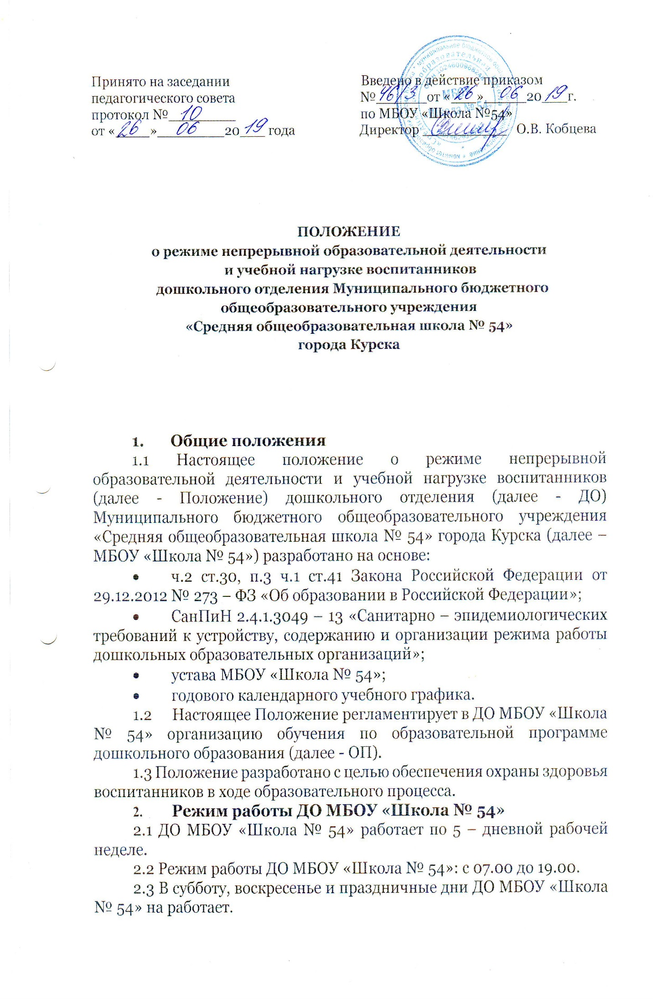 Принято на заседании
педагогического совета
протокол № 10
от « 26 » 06 2019 года
Введено в действие приказом
№ 46/3 от « 26 » 06 2019 г.
по МБОУ «Школа №54»
Директор О.В. Кобцева
МБОУ
ПОЛОЖЕНИЕ
о режиме непрерывной образовательной деятельности
и учебной нагрузке воспитанников
дошкольного отделения Муниципального бюджетного
общеобразовательного учреждения
«Средняя общеобразовательная школа № 54»
города Курска
1. Общие положения
1.1 Настоящее положение о режиме непрерывной
образовательной деятельности и учебной нагрузке воспитанников
(далее - Положение) дошкольного отделения (далее - ДО)
Муниципального бюджетного общеобразовательного учреждения
«Средняя общеобразовательная школа № 54» города Курска (далее –
МБОУ «Школа № 54») разработано на основе:
• ч.2 ст.30, п.3 ч.1 ст.41 Закона Российской Федерации от
29.12.2012 № 273 – ФЗ «Об образовании в Российской Федерации»;
• СанПиН 2.4.1.3049 – 13 «Санитарно – эпидемиологических
требований к устройству, содержанию и организации режима работы
дошкольных образовательных организаций»;
• устава МБОУ «Школа № 54»;
• годового календарного учебного графика.
1.2 Настоящее Положение регламентирует в ДО МБОУ «Школа
№ 54» организацию обучения по образовательной программе
дошкольного образования (далее - ОП).
1.3 Положение разработано с целью обеспечения охраны здоровья
воспитанников в ходе образовательного процесса.
2. Режим работы ДО МБОУ «Школа № 54»
2.1 ДО МБОУ «Школа № 54» работает по 5 – дневной рабочей
неделе.
2.2 Режим работы ДО МБОУ «Школа № 54»: с 07.00 до 19.00.
2.3 В субботу, воскресенье и праздничные дни ДО МБОУ «Школа
№ 54» на работает.